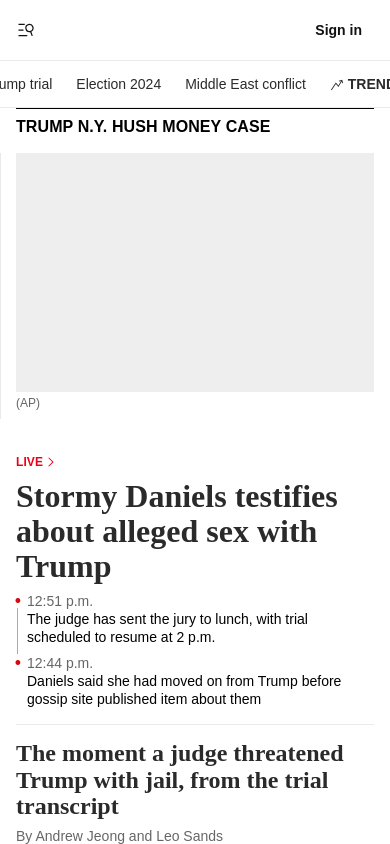 Sign in
ump trial Election 2024 Middle East conflict TREND
TRUMP N.Y. HUSH MONEY CASE
(AP)
LIVE
Stormy Daniels testifies
about alleged sex with
Trump
12:51 p.m.
The judge has sent the jury to lunch, with trial
scheduled to resume at 2 p.m.
12:44 p.m.
Daniels said she had moved on from Trump before
gossip site published item about them
The moment a judge threatened
Trump with jail, from the trial
transcript
By Andrew Jeong and Leo Sands